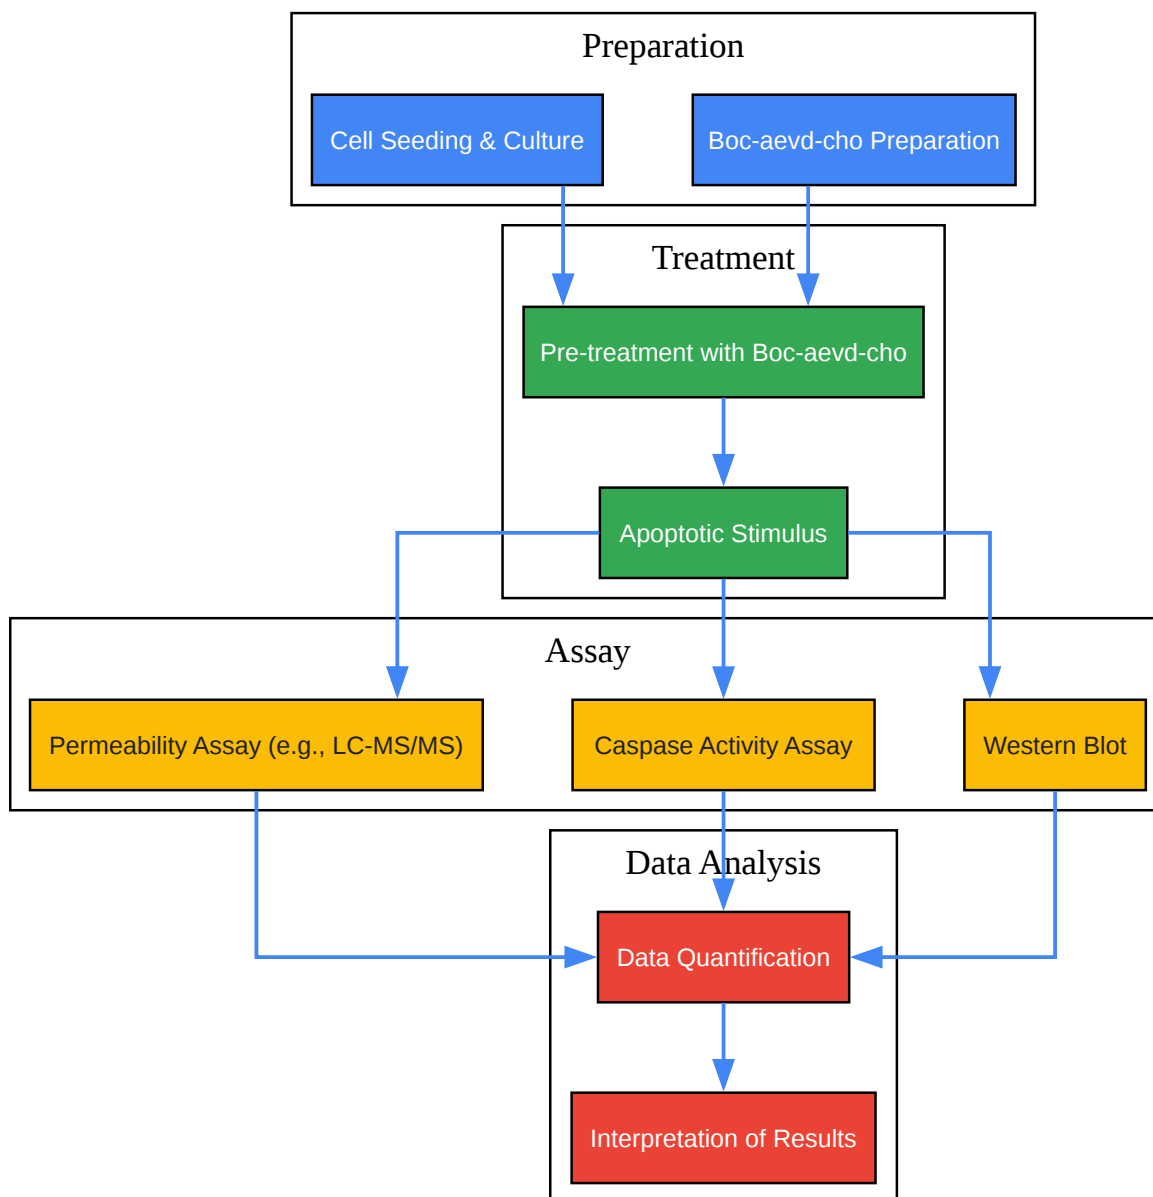 Preparation
Cell Seeding & Culture
Boc-aevd-cho Preparation
Treatment
Pre-treatment with Boc-aevd-cho
Apoptotic Stimulus
Assay
Permeability Assay (e.g., LC-MS/MS)
Caspase Activity Assay
Western Blot
Data Analysis
Data Quantification
Interpretation of Results